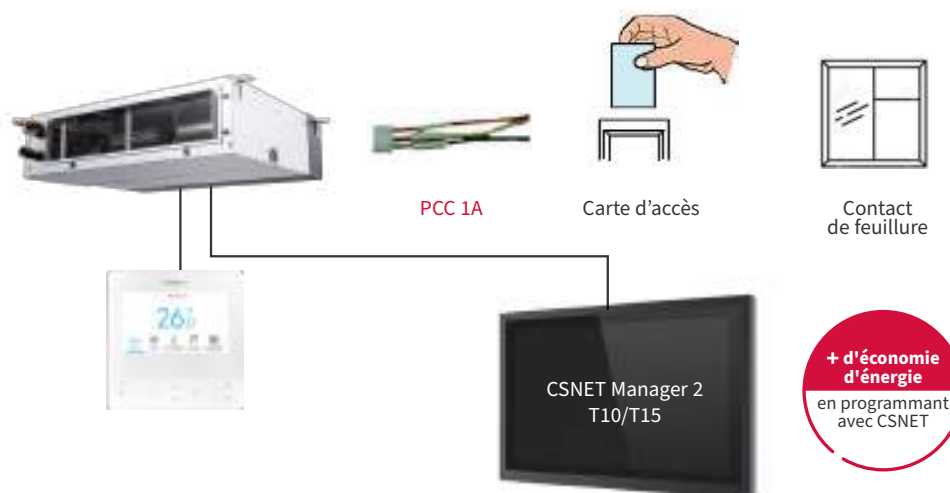 PCC 1A
Carte d'accès
Contact
de feuillure
26
CSNET Manager 2
T10/T15
+ d'économie
d'énergie
en programmant
avec CSNET